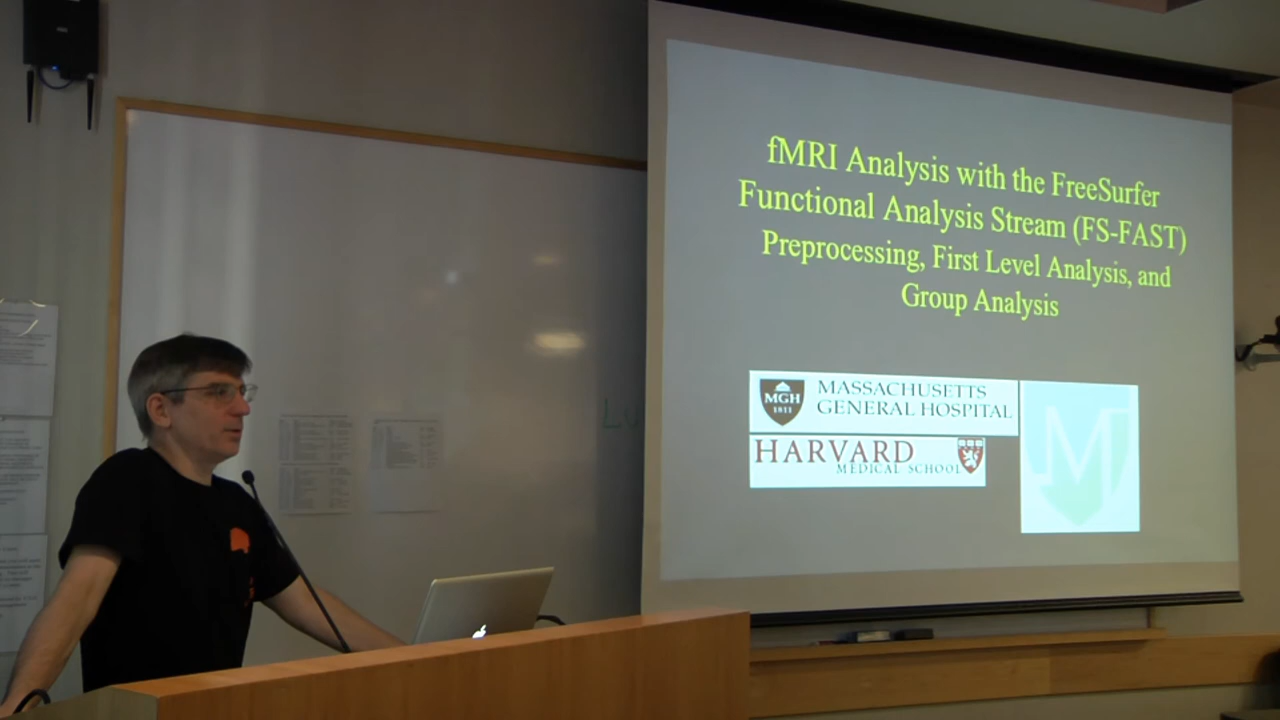 fMRI Analysis with the FreeSurfer
Functional Analysis Stream (FS-FAST)
Preprocessing, First Level Analysis, and
Group Analysis
MGH
1811
MASSACHUSETTS
GENERAL HOSPITAL
HARVARD
MEDICAL SCHOOL
M